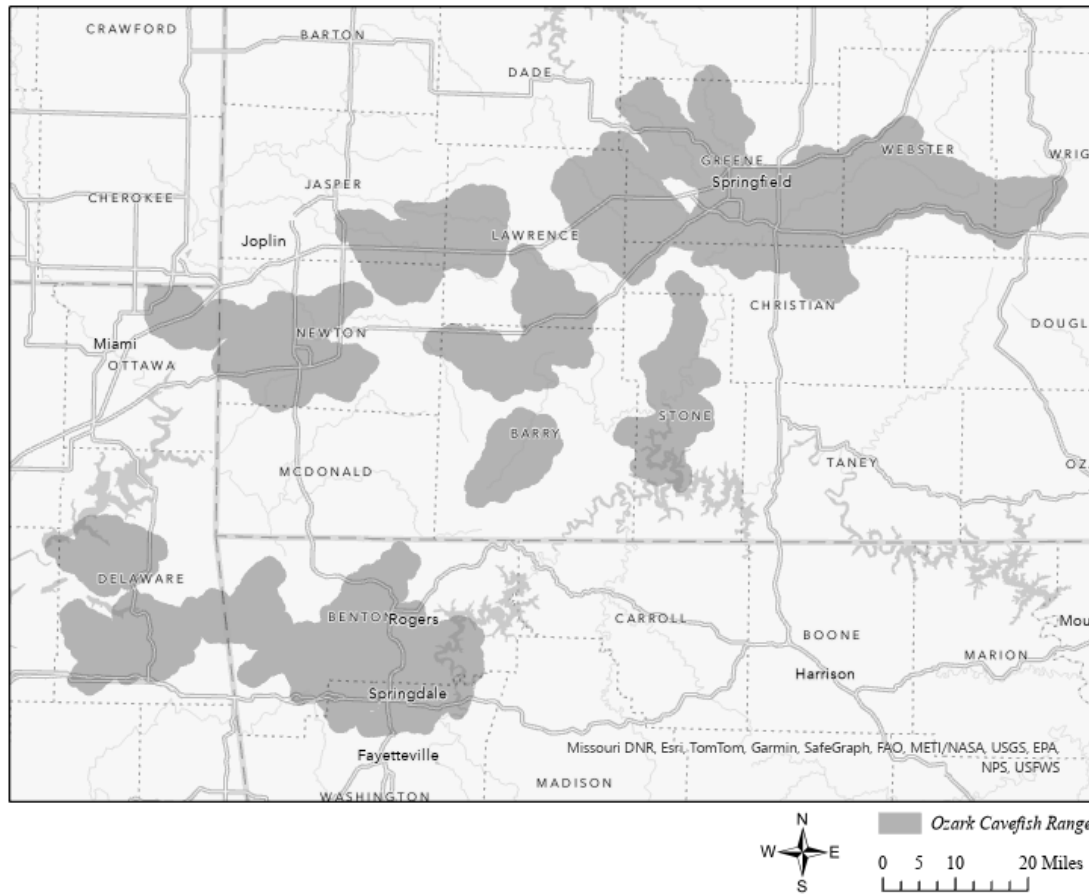 CRAWFORD
BARTON
DADE
GREENE
WEBSTER
WRIG
Springfield
JASPER
CHEROKEE
LAWRENCE
Joplin
CHRISTIAN
DOUGL
NEWTON
Miami
OTTAWA
STONE
BARRY
TANEY
OZ
MCDONALD
DELAWARE
BENTON
Rogers
CARROLL
BOONE
Mou
MARION
Harrison
Springdale
Fayetteville
Missouri DNR, Esri, TomTom, Garmin, SafeGraph, FAO, METI/NASA, USGS, EPA,
NPS, USFWS
MADISON
WASHINGTON
N
W E
S
Ozark Cavefish Range
0 5 10 20 Miles